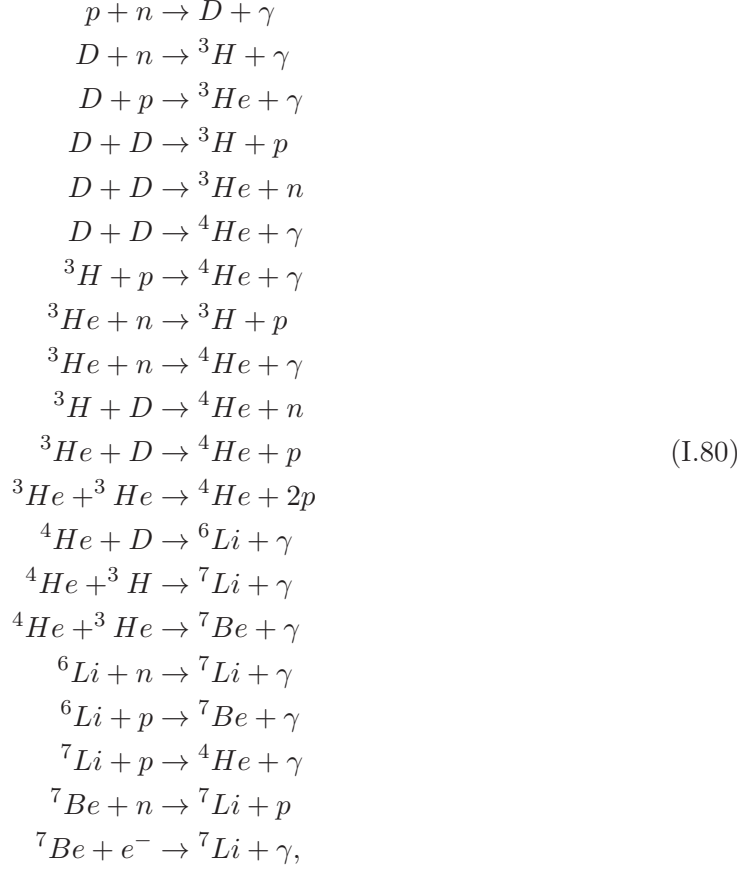 p + n → D + γ
D + n → ³H + γ
D + p → ³He + γ
D + D → ³H + p
D + D → ³He + n
D + D → ⁴He + γ
³H + p → ⁴He + γ
³He + n → ³H + p
³He + n → ⁴He + γ
³H + D → ⁴He + n
³He + D → ⁴He + p (I.80)
³He +³ He → ⁴He + 2p
⁴He + D → ⁶Li + γ
⁴He +³ H → ⁷Li + γ
⁴He +³ He → ⁷Be + γ
⁶Li + n → ⁷Li + γ
⁶Li + p → ⁷Be + γ
⁷Li + p → ⁴He + γ
⁷Be + n → ⁷Li + p
⁷Be + e⁻ → ⁷Li + γ,